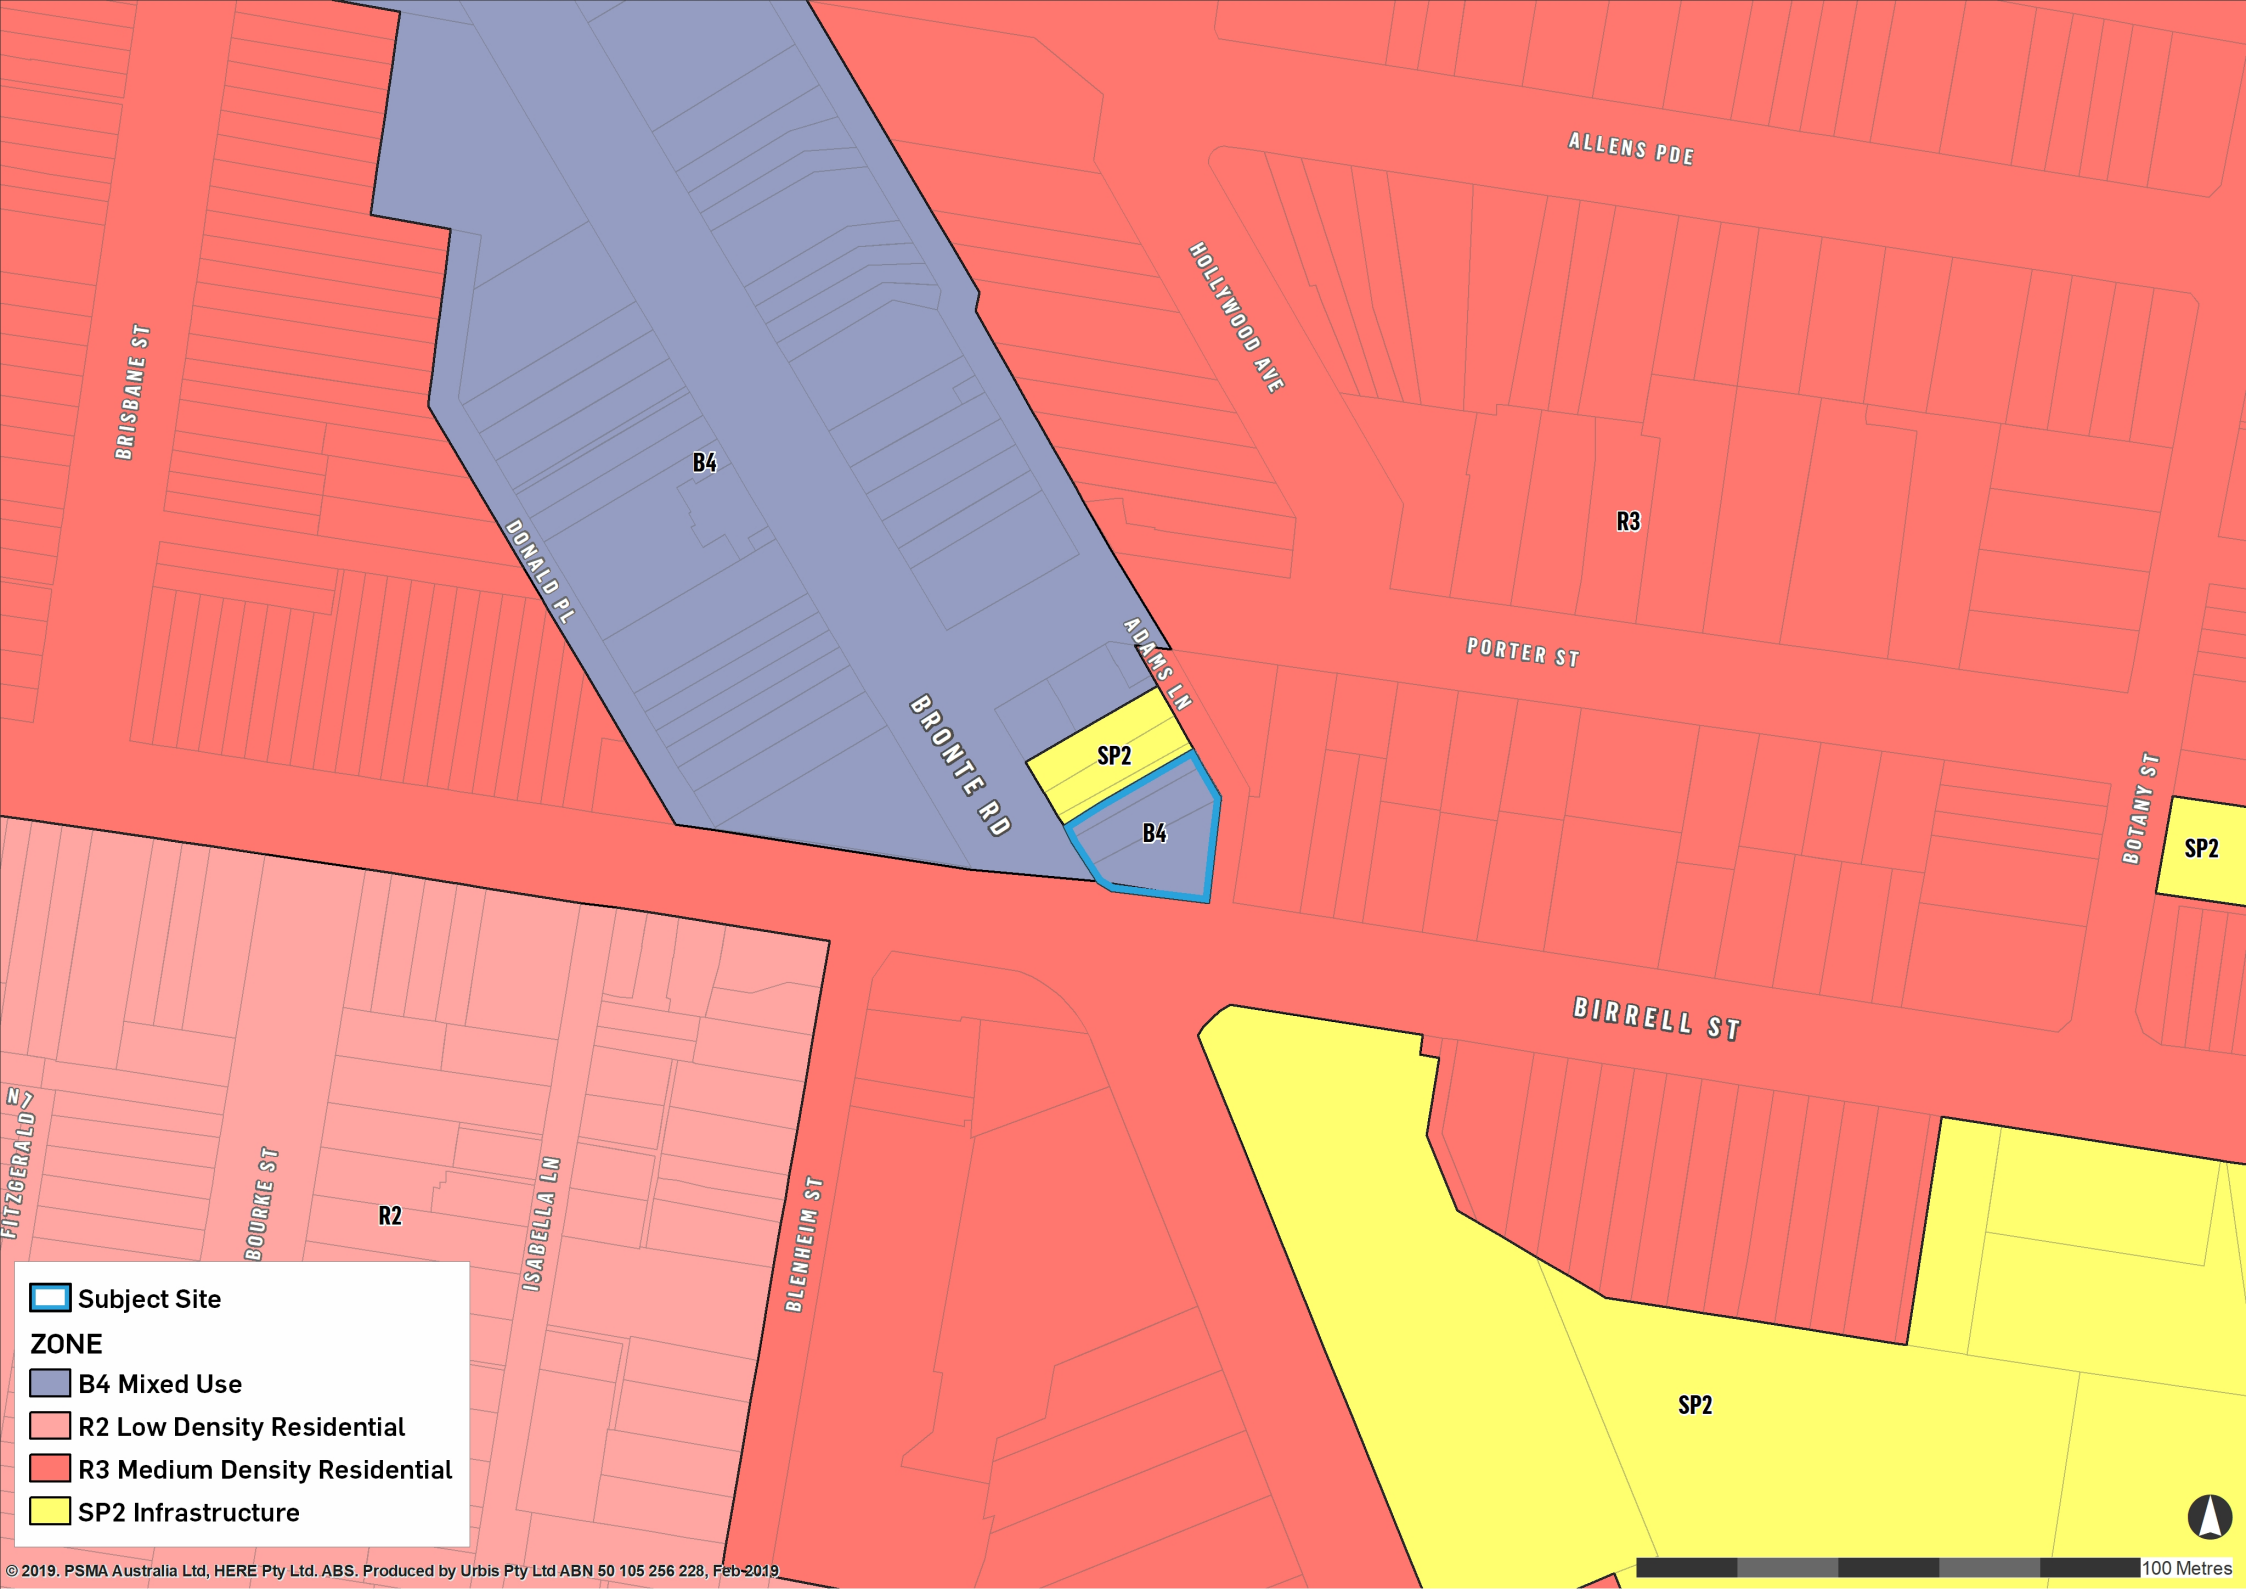 ALLENS PDE
HOLLYWOOD AVE
BRISBANE ST
B4
R3
DONALD PL
ADAMS LN
PORTER ST
BRONTE RD
SP2
B4
BOTANY ST
SP2
BIRRELL ST
FITZGERALD
BOURKE ST
ISABELLA LN
BLENHEIM ST
R2
SP2
Subject Site
ZONE
B4 Mixed Use
R2 Low Density Residential
R3 Medium Density Residential
SP2 Infrastructure
© 2019. PSMA Australia Ltd, HERE Pty Ltd. ABS. Produced by Urbis Pty Ltd ABN 50 105 256 228, Feb 2019
100 Metres